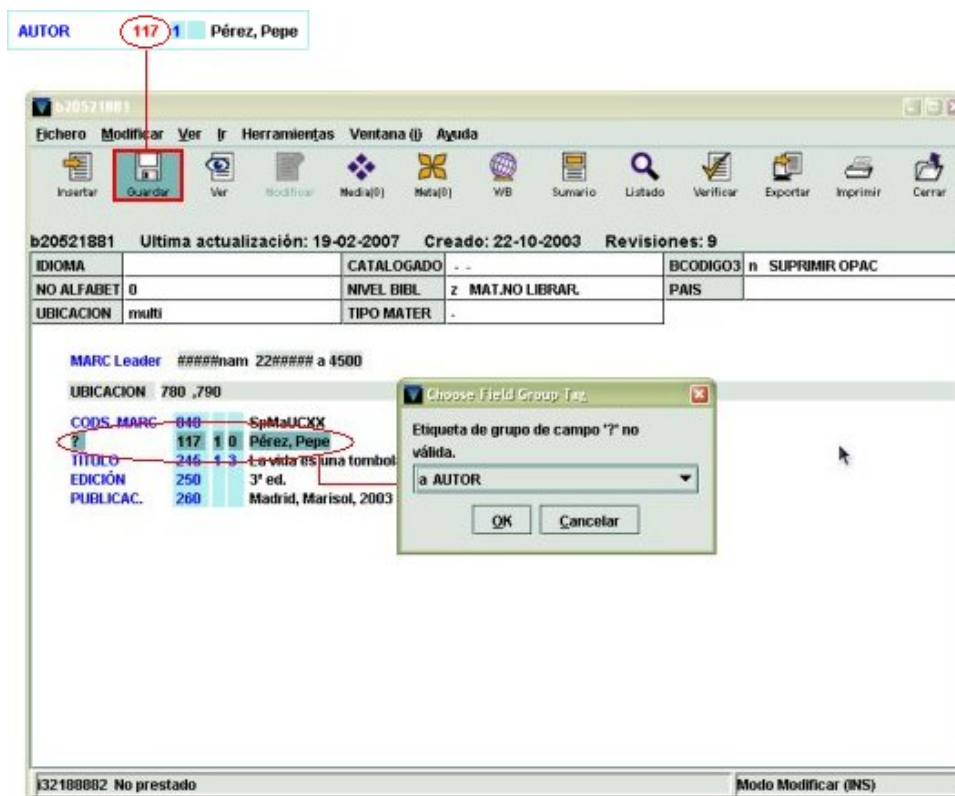 AUTOR 117 1 Pérez, Pepe
b20521881
Fichero Modificar Ver Ir Herramientas Ventana (j) Ayuda
Insertar Guardar Ver Modificar Media(0) Meta(0) WB Sumario Listado Verificar Exportar Imprimir Cerrar
b20521881 Ultima actualización: 19-02-2007 Creado: 22-10-2003 Revisiones: 9
IDIOMA CATALOGADO - - BCODIGO3 n SUPRIMIR OPAC
NO ALFABET 0 NIVEL BIBL z MAT.NO LIBRAR. PAIS
UBICACION multi TIPO MATER -
MARC Leader #####nam 22##### a 4500
UBICACION 780 ,790
CODS. MARC 040 SpMaUCXX
? 117 1 0 Pérez, Pepe
TITULO 245 1 3 La vida es una tombol
EDICIÓN 250 3ª ed.
PUBLICAC. 260 Madrid, Marisol, 2003
Choose Field Group Tag
Etiqueta de grupo de campo '?' no
válida.
a AUTOR
OK Cancelar
i32188882 No prestado Modo Modificar (INS)